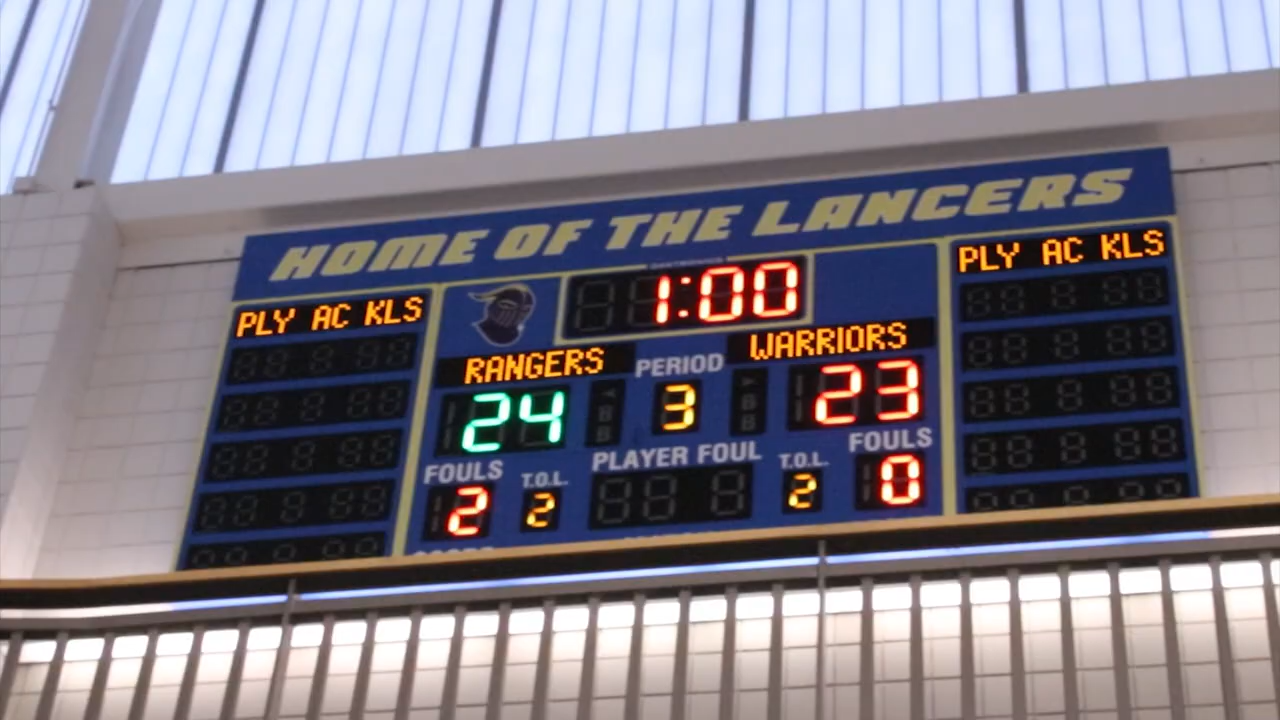 HOME OF THE LANCERS
PLY AC KLS
1:00
PLY AC KLS
RANGERS
PERIOD
WARRIORS
24
3
23
FOULS
T.O.L.
PLAYER FOUL
T.O.L.
FOULS
2
2
2
0